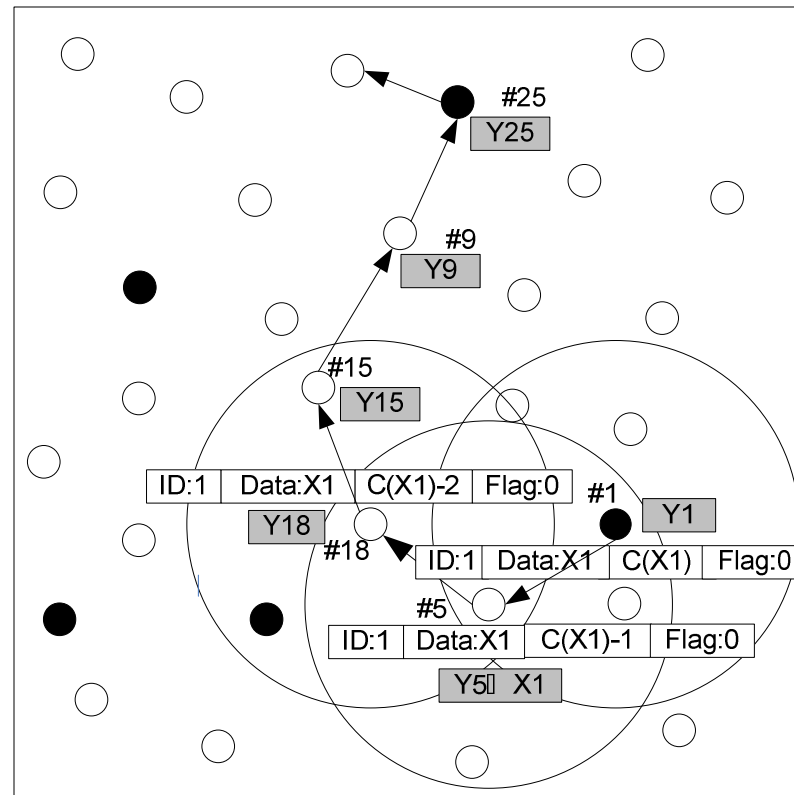 #25
Y25
#9
Y9
#15
Y15
ID:1 Data:X1 C(X1)-2 Flag:0
#1
Y1
Y18
#18
ID:1 Data:X1 C(X1) Flag:0
#5
ID:1 Data:X1 C(X1)-1 Flag:0
Y5▯ X1